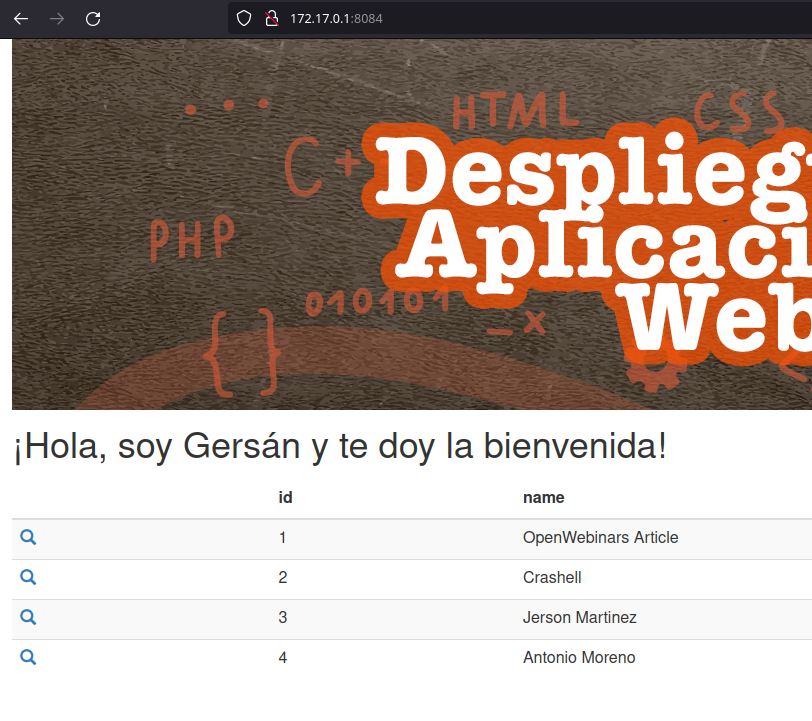 172.17.0.1:8084
HTML
CSS
C+
Despliegu
PHP
Aplicaci
010101
Web
{ }
_x
¡Hola, soy Gersán y te doy la bienvenida!
id name
1 OpenWebinars Article
2 Crashell
3 Jerson Martinez
4 Antonio Moreno